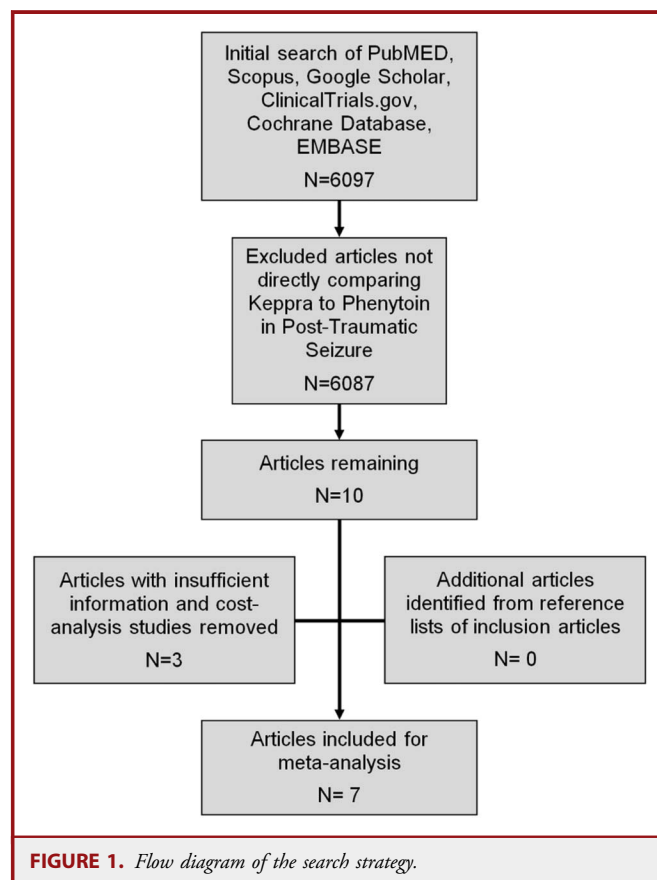 Initial search of PubMED,
Scopus, Google Scholar,
ClinicalTrials.gov,
Cochrane Database,
EMBASE
N=6097
Excluded articles not
directly comparing
Keppra to Phenytoin
in Post-Traumatic
Seizure
N=6087
Articles remaining
N=10
Articles with insufficient
information and cost-
analysis studies removed
N=3
Additional articles
identified from reference
lists of inclusion articles
N= 0
Articles included for
meta-analysis
N= 7
FIGURE 1. Flow diagram of the search strategy.